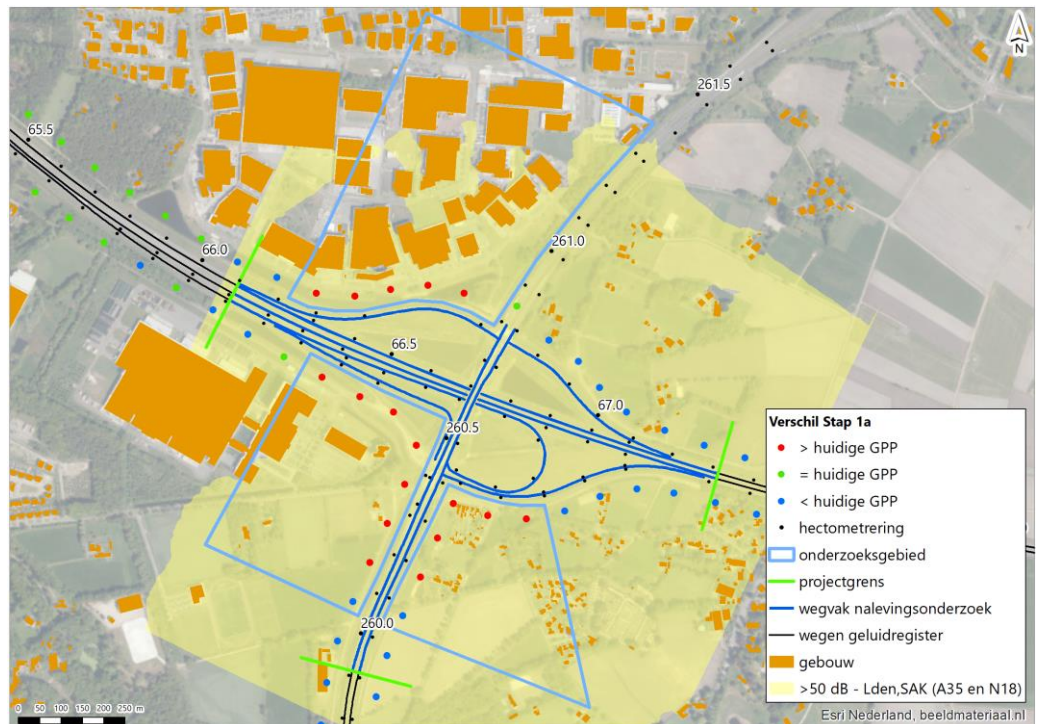 N
261.5
65.5
261.0
66.0
66.5
67.0
260.5
260.0
Verschil Stap 1a
> huidige GPP
= huidige GPP
< huidige GPP
hectometrering
onderzoeksgebied
projectgrens
wegvak nalevingsonderzoek
wegen geluidregister
gebouw
>50 dB - Lden,SAK (A35 en N18)
0 50 100 150 200 250 m
Esri Nederland, beeldmateriaal.nl